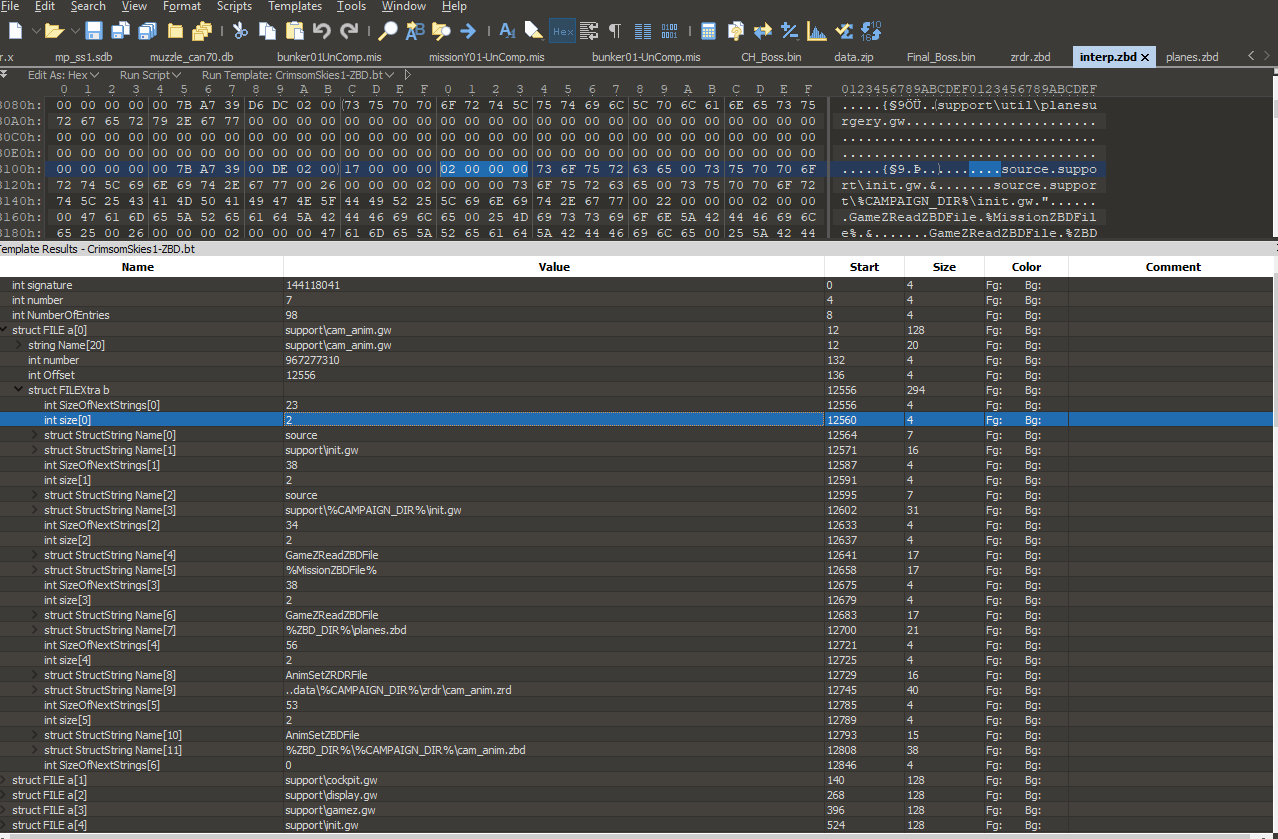 File Edit Search View Format Scripts Templates Tools Window Help
r.x mp_ss1.sdb muzzle_can70.db bunker01UnComp.mis missionY01-UnComp.mis bunker01-UnComp.mis CH_Boss.bin data.zip Final_Boss.bin zrdr.zbd interp.zbd planes.zbd
Edit As: Hex Run Script Run Template: CrimsomSkies1-ZBD.bt
0 1 2 3 4 5 6 7 8 9 A B C D E F 0 1 2 3 4 5 6 7 8 9 A B C D E F 0123456789ABCDEF0123456789ABCDEF
3080h: 00 00 00 00 00 7B A7 39 D6 DC 02 00 73 75 70 70 6F 72 74 5C 75 74 69 6C 5C 70 6C 61 6E 65 73 75 .....{§9ÖÜ..(support\util\planesu
30A0h: 72 67 65 72 79 2E 67 77 00 00 00 00 00 00 00 00 00 00 00 00 00 00 00 00 00 00 00 00 00 00 00 00 rgery.gw........................
30C0h: 00 00 00 00 00 00 00 00 00 00 00 00 00 00 00 00 00 00 00 00 00 00 00 00 00 00 00 00 00 00 00 00 ................................
30E0h: 00 00 00 00 00 00 00 00 00 00 00 00 00 00 00 00 00 00 00 00 00 00 00 00 00 00 00 00 00 00 00 00 ................................
3100h: 00 00 00 00 00 7B A7 39 00 DE 02 00 17 00 00 00 02 00 00 00 73 6F 75 72 63 65 00 73 75 70 70 6F .....{§9.Þ..........source.suppo
3120h: 72 74 5C 69 6E 69 74 2E 67 77 00 26 00 00 00 02 00 00 00 73 6F 75 72 63 65 00 73 75 70 70 6F 72 rt\init.gw.&.......source.suppor
3140h: 74 5C 25 43 41 4D 50 41 49 47 4E 5F 44 49 52 25 5C 69 6E 69 74 2E 67 77 00 22 00 00 00 02 00 00 t\%CAMPAIGN_DIR%\init.gw."......
3160h: 00 47 61 6D 65 5A 52 65 61 64 5A 42 44 46 69 6C 65 00 25 4D 69 73 73 69 6F 6E 5A 42 44 46 69 6C .GameZReadZBDFile.%MissionZBDFil
3180h: 65 25 00 26 00 00 00 02 00 00 00 47 61 6D 65 5A 52 65 61 64 5A 42 44 46 69 6C 65 00 25 5A 42 44 e%.&.......GameZReadZBDFile.%ZBD
Template Results - CrimsomSkies1-ZBD.bt
Name Value Start Size Color Comment
int signature 144118041 0 4 Fg: Bg:
int number 7 4 4 Fg: Bg:
int NumberOfEntries 98 8 4 Fg: Bg:
struct FILE a[0] support\cam_anim.gw 12 128 Fg: Bg:
string Name[20] support\cam_anim.gw 12 20 Fg: Bg:
int number 967277310 132 4 Fg: Bg:
int Offset 12556 136 4 Fg: Bg:
struct FILEXtra b 12556 294 Fg: Bg:
int SizeOfNextStrings[0] 23 12556 4 Fg: Bg:
int size[0] 2 12560 4 Fg: Bg:
struct StructString Name[0] source 12564 7 Fg: Bg:
struct StructString Name[1] support\init.gw 12571 16 Fg: Bg:
int SizeOfNextStrings[1] 38 12587 4 Fg: Bg:
int size[1] 2 12591 4 Fg: Bg:
struct StructString Name[2] source 12595 7 Fg: Bg:
struct StructString Name[3] support\%CAMPAIGN_DIR%\init.gw 12602 31 Fg: Bg:
int SizeOfNextStrings[2] 34 12633 4 Fg: Bg:
int size[2] 2 12637 4 Fg: Bg:
struct StructString Name[4] GameZReadZBDFile 12641 17 Fg: Bg:
struct StructString Name[5] %MissionZBDFile% 12658 17 Fg: Bg:
int SizeOfNextStrings[3] 38 12675 4 Fg: Bg:
int size[3] 2 12679 4 Fg: Bg:
struct StructString Name[6] GameZReadZBDFile 12683 17 Fg: Bg:
struct StructString Name[7] %ZBD_DIR%\planes.zbd 12700 21 Fg: Bg:
int SizeOfNextStrings[4] 56 12721 4 Fg: Bg:
int size[4] 2 12725 4 Fg: Bg:
struct StructString Name[8] AnimSetZRDRFile 12729 16 Fg: Bg:
struct StructString Name[9] ..data\%CAMPAIGN_DIR%\zrdr\cam_anim.zrd 12745 40 Fg: Bg:
int SizeOfNextStrings[5] 53 12785 4 Fg: Bg:
int size[5] 2 12789 4 Fg: Bg:
struct StructString Name[10] AnimSetZBDFile 12793 15 Fg: Bg:
struct StructString Name[11] %ZBD_DIR%\%CAMPAIGN_DIR%\cam_anim.zbd 12808 38 Fg: Bg:
int SizeOfNextStrings[6] 0 12846 4 Fg: Bg:
struct FILE a[1] support\cockpit.gw 140 128 Fg: Bg:
struct FILE a[2] support\display.gw 268 128 Fg: Bg:
struct FILE a[3] support\gamez.gw 396 128 Fg: Bg:
struct FILE a[4] support\init.gw 524 128 Fg: Bg: